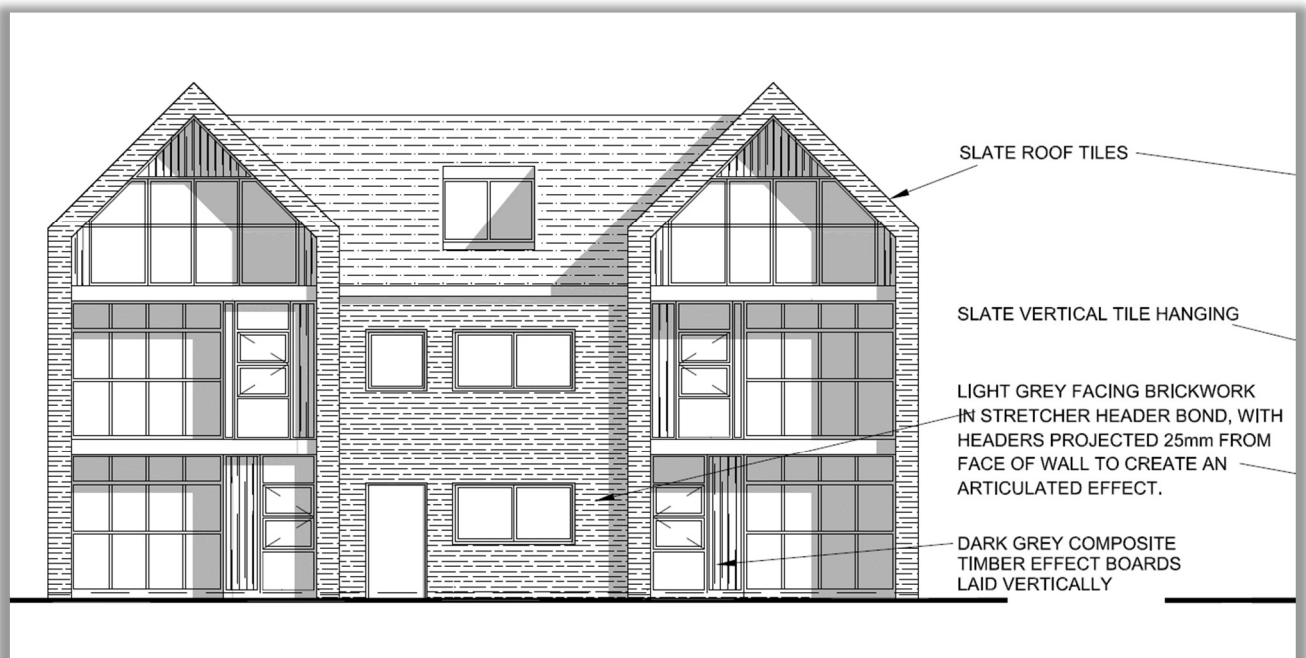 SLATE ROOF TILES
SLATE VERTICAL TILE HANGING
LIGHT GREY FACING BRICKWORK
IN STRETCHER HEADER BOND, WITH
HEADERS PROJECTED 25mm FROM
FACE OF WALL TO CREATE AN
ARTICULATED EFFECT.
DARK GREY COMPOSITE
TIMBER EFFECT BOARDS
LAID VERTICALLY